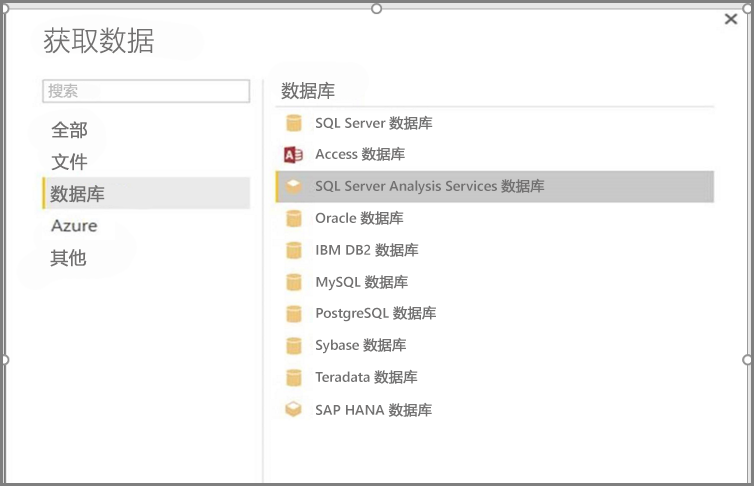 获取数据
搜索
全部
文件
数据库
Azure
其他
数据库
SQL Server 数据库
Access 数据库
SQL Server Analysis Services 数据库
Oracle 数据库
IBM DB2 数据库
MySQL 数据库
PostgreSQL 数据库
Sybase 数据库
Teradata 数据库
SAP HANA 数据库